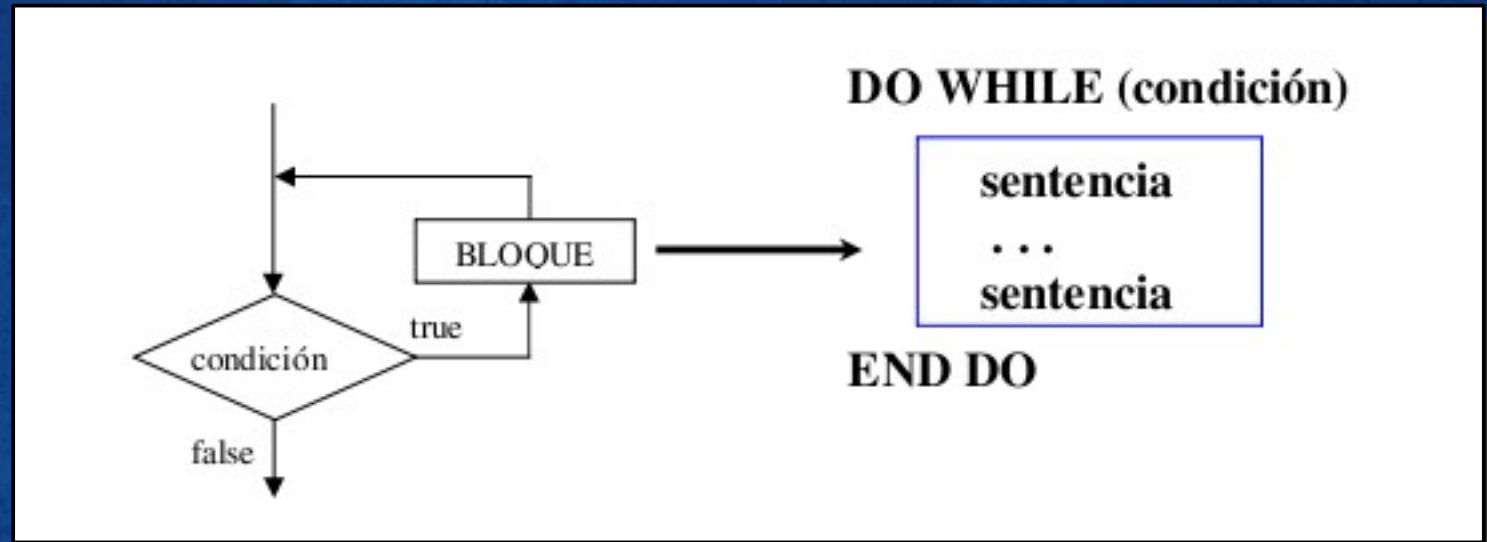 DO WHILE (condición)
sentencia
. . .
sentencia
END DO
BLOQUE
true
condición
false